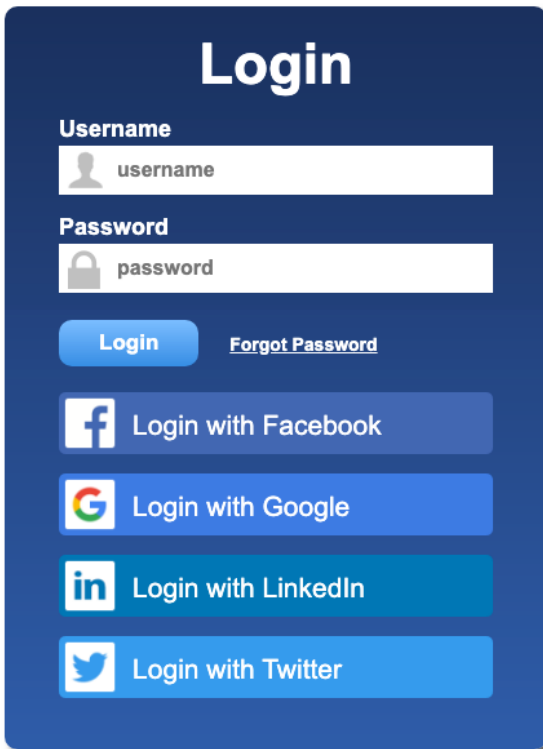 Login
Username
username
Password
password
Login Forgot Password
f Login with Facebook
G Login with Google
in Login with LinkedIn
Login with Twitter